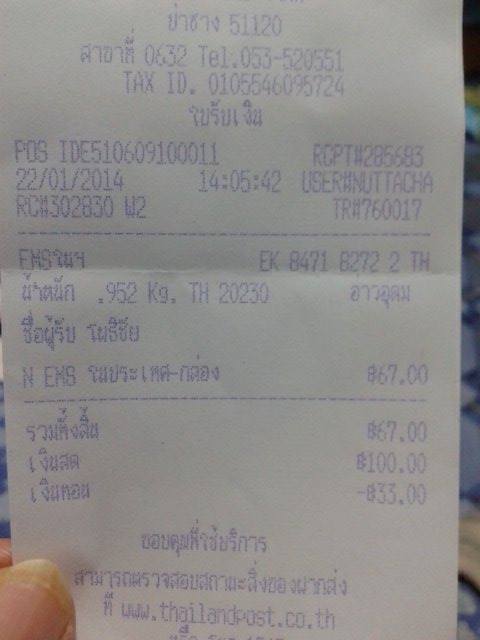 ป่าซาง 51120
สาขาที่ 0632 Tel.053-520551
TAX ID. 0105546095724
ใบรับเงิน
POS IDE510609100011 RCPT#285683
22/01/2014 14:05:42 USER#NUTTACHA
RC#302830 W2 TR#760017
EMSในฯ EK 8471 8272 2 TH
น้ำหนัก .952 Kg. TH 20230 อ่าวอุดม
ชื่อผู้รับ โพธิชัย
N EMS ในประเทศ-กล่อง ฿67.00
รวมทั้งสิ้น ฿67.00
เงินสด ฿100.00
เงินทอน -฿33.00
ขอบคุณที่ใช้บริการ
สามารถตรวจสอบสถานะสิ่งของฝากส่ง
ที่ www.thailandpost.co.th